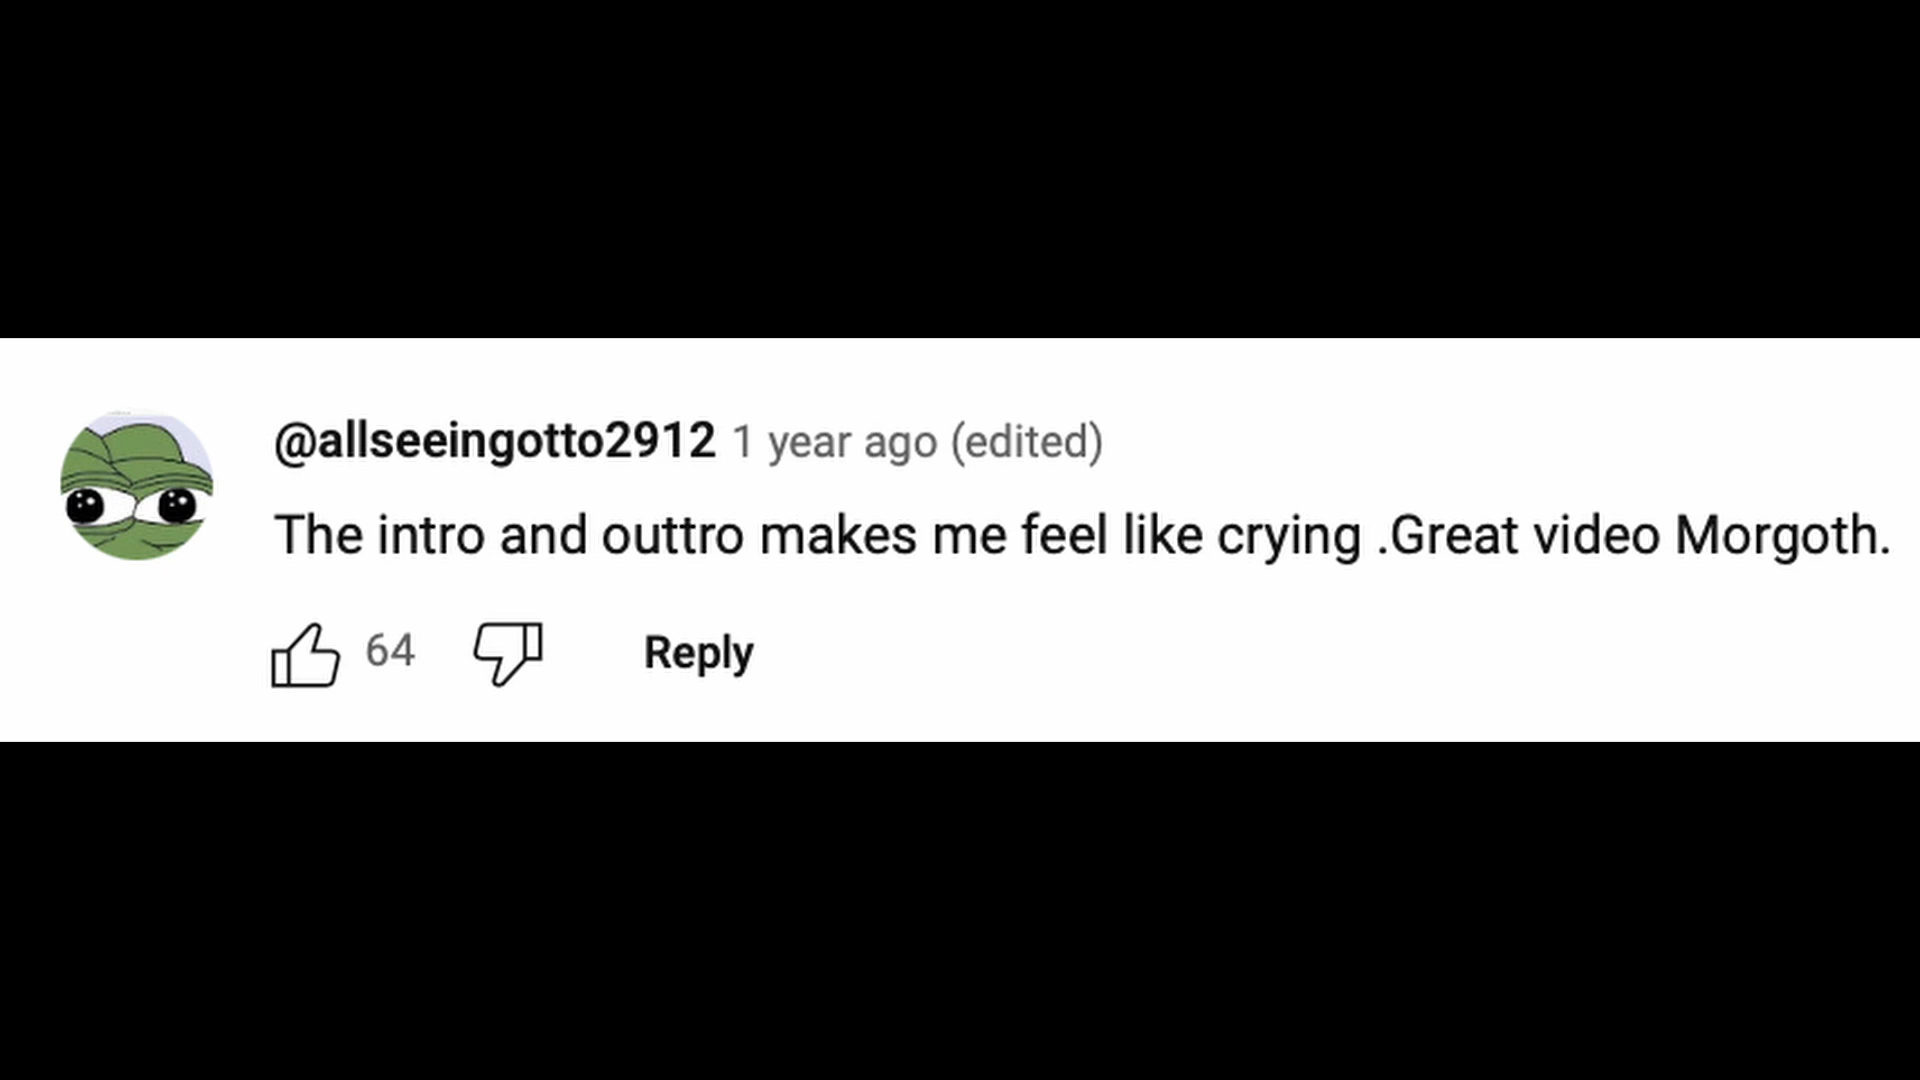 @allseeingotto2912 1 year ago (edited)
The intro and outtro makes me feel like crying .Great video Morgoth.
64 Reply